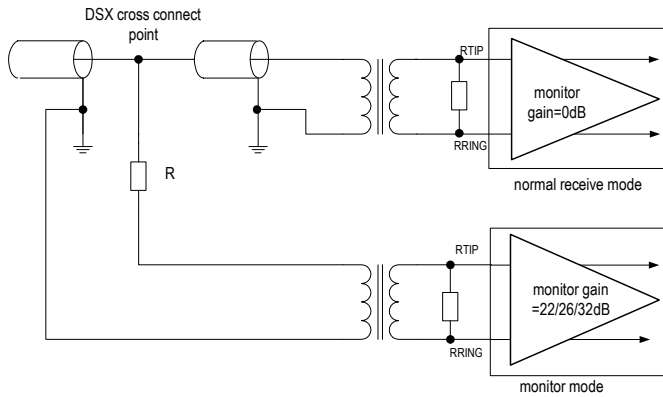 DSX cross connect
point
RTIP
monitor
gain=0dB
RRING
normal receive mode
R
RTIP
monitor gain
=22/26/32dB
RRING
monitor mode